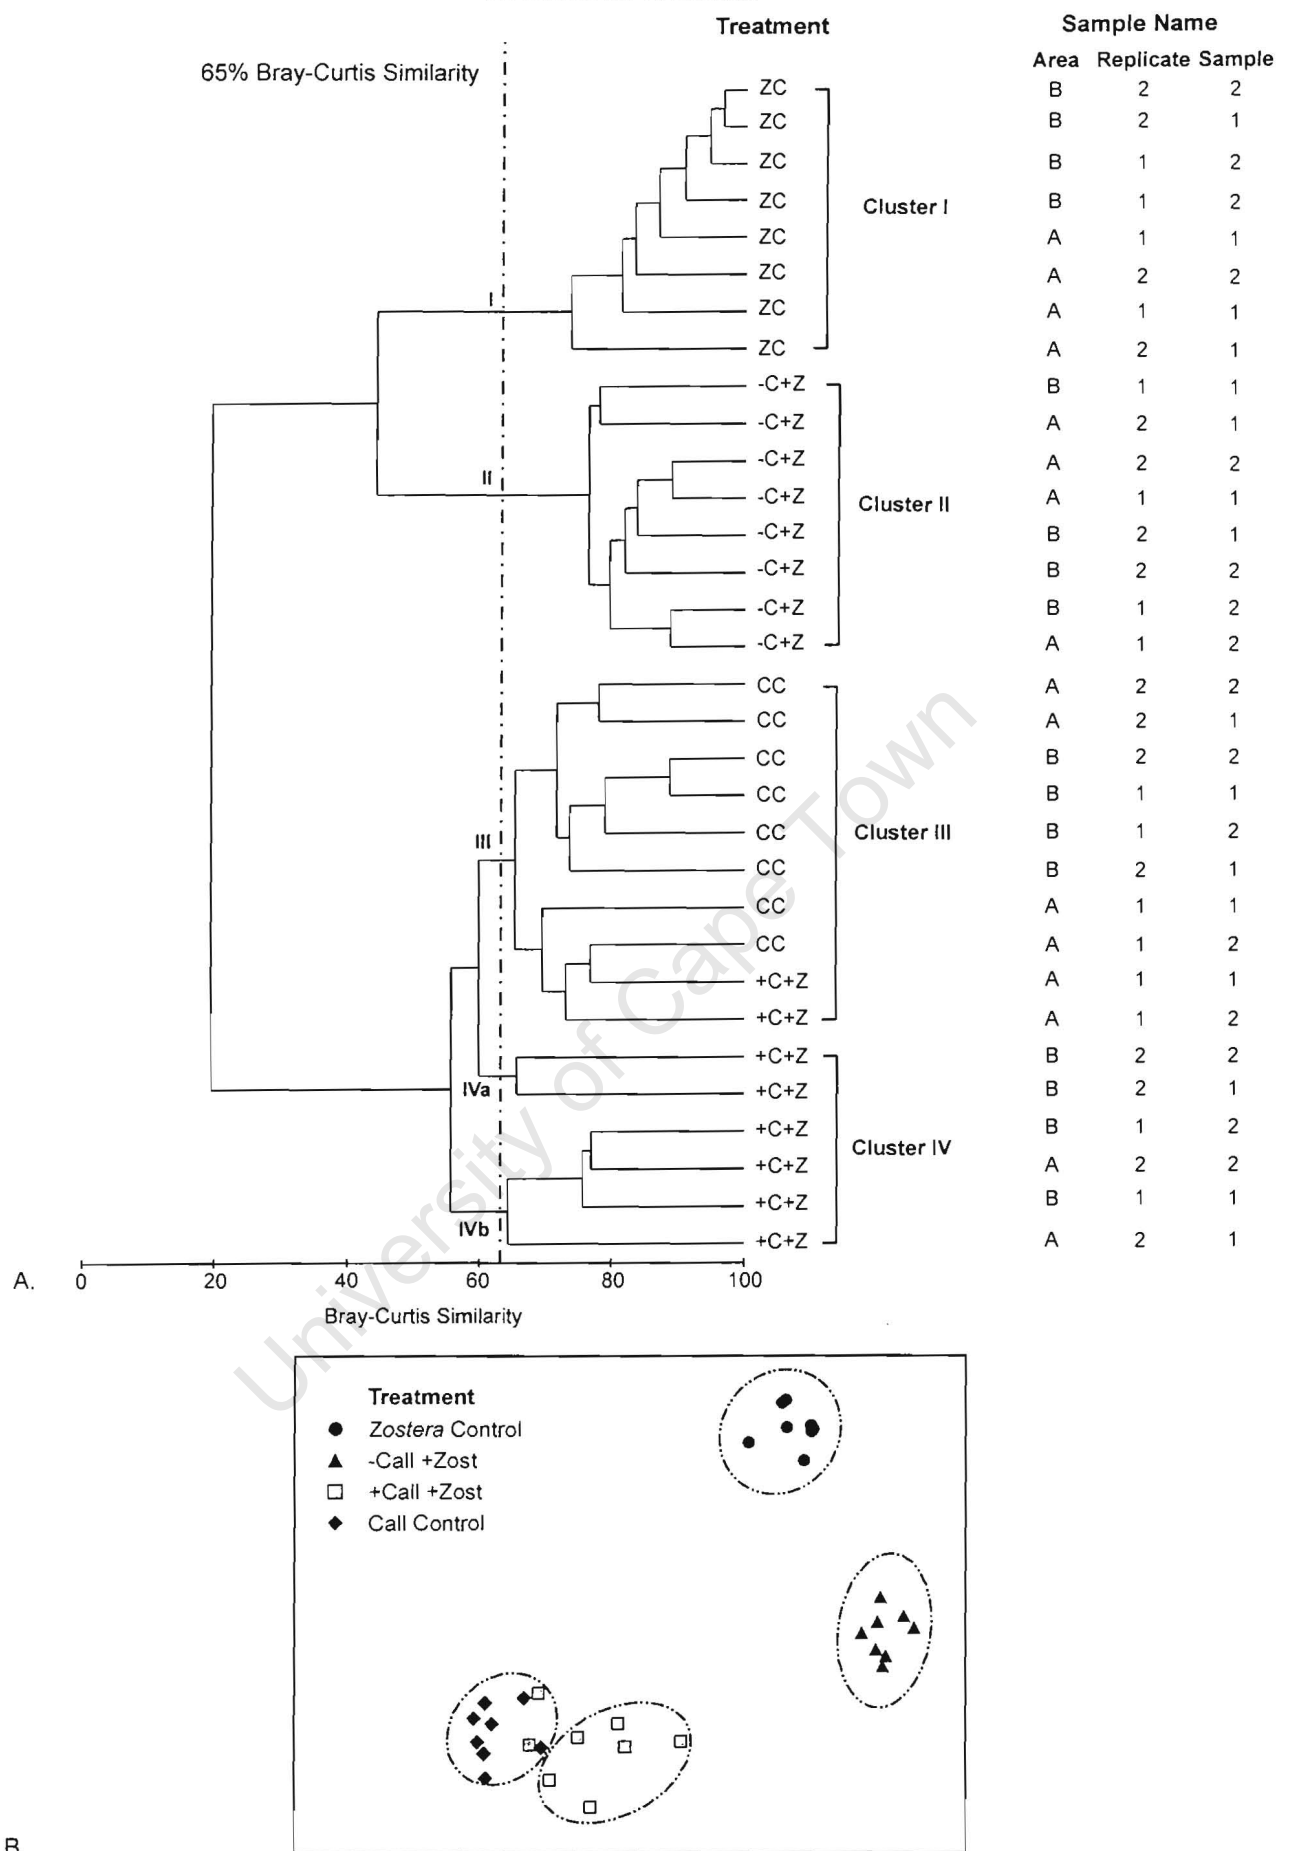 Treatment Sample Name
65% Bray-Curtis Similarity Area Replicate Sample
ZC B 2 2
ZC B 2 1
ZC B 1 2
ZC B 1 2
Cluster I
ZC A 1 1
ZC A 2 2
I
ZC A 1 1
ZC A 2 1
-C+Z B 1 1
-C+Z A 2 1
-C+Z A 2 2
II
-C+Z A 1 1
Cluster II
-C+Z B 2 1
-C+Z B 2 2
-C+Z B 1 2
-C+Z A 1 2
CC A 2 2
CC A 2 1
CC B 2 2
CC B 1 1
III CC Cluster III B 1 2
CC B 2 1
CC A 1 1
CC A 1 2
+C+Z A 1 1
+C+Z A 1 2
+C+Z B 2 2
IVa +C+Z B 2 1
+C+Z B 1 2
Cluster IV
+C+Z A 2 2
+C+Z B 1 1
IVb
+C+Z A 2 1
A. 0 20 40 60 80 100
Bray-Curtis Similarity
University of Cape Town
Treatment
Zostera Control
-Call +Zost
+Call +Zost
Call Control
B